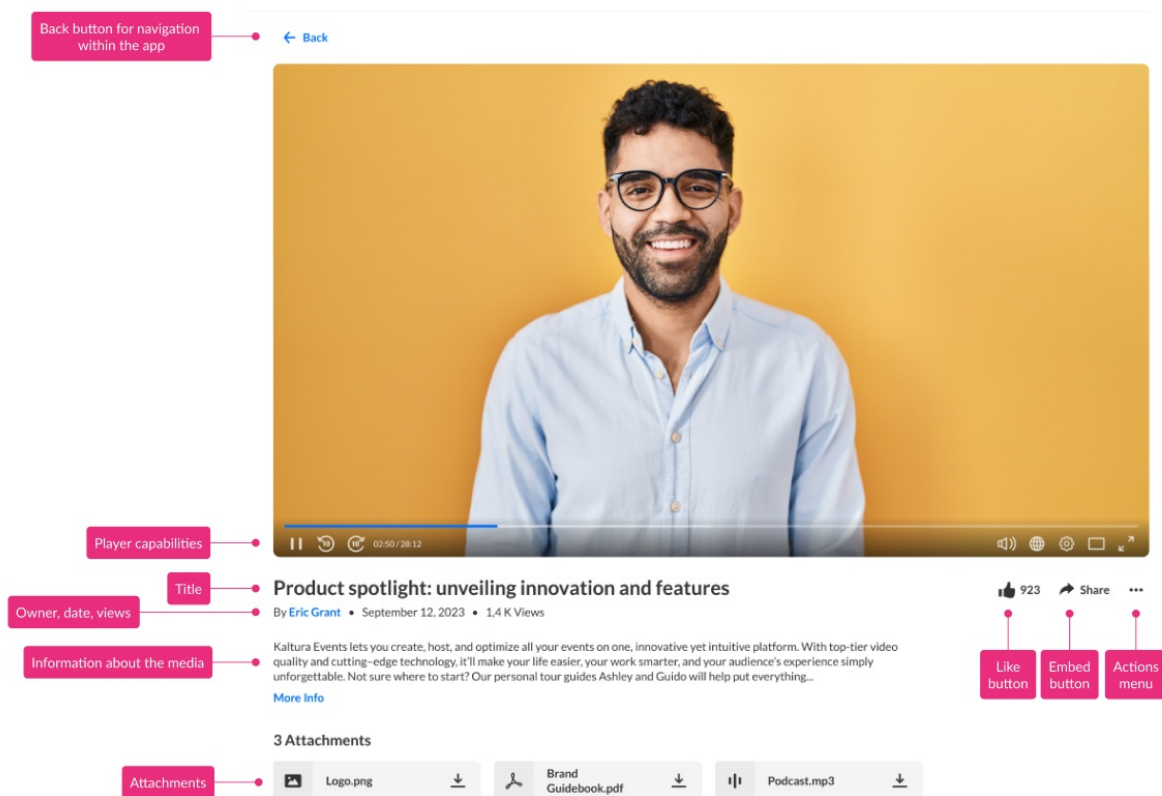 Back button for navigation
within the app
Back
Player capabilities
10
10
02:50 / 28:12
Title
Product spotlight: unveiling innovation and features
923
Share
Owner, date, views
By Eric Grant • September 12, 2023 • 1,4 K Views
Information about the media
Kaltura Events lets you create, host, and optimize all your events on one, innovative yet intuitive platform. With top-tier video
quality and cutting–edge technology, it'll make your life easier, your work smarter, and your audience's experience simply
unforgettable. Not sure where to start? Our personal tour guides Ashley and Guido will help put everything...
More Info
Like
button
Embed
button
Actions
menu
3 Attachments
Attachments
Logo.png
Brand
Guidebook.pdf
Podcast.mp3